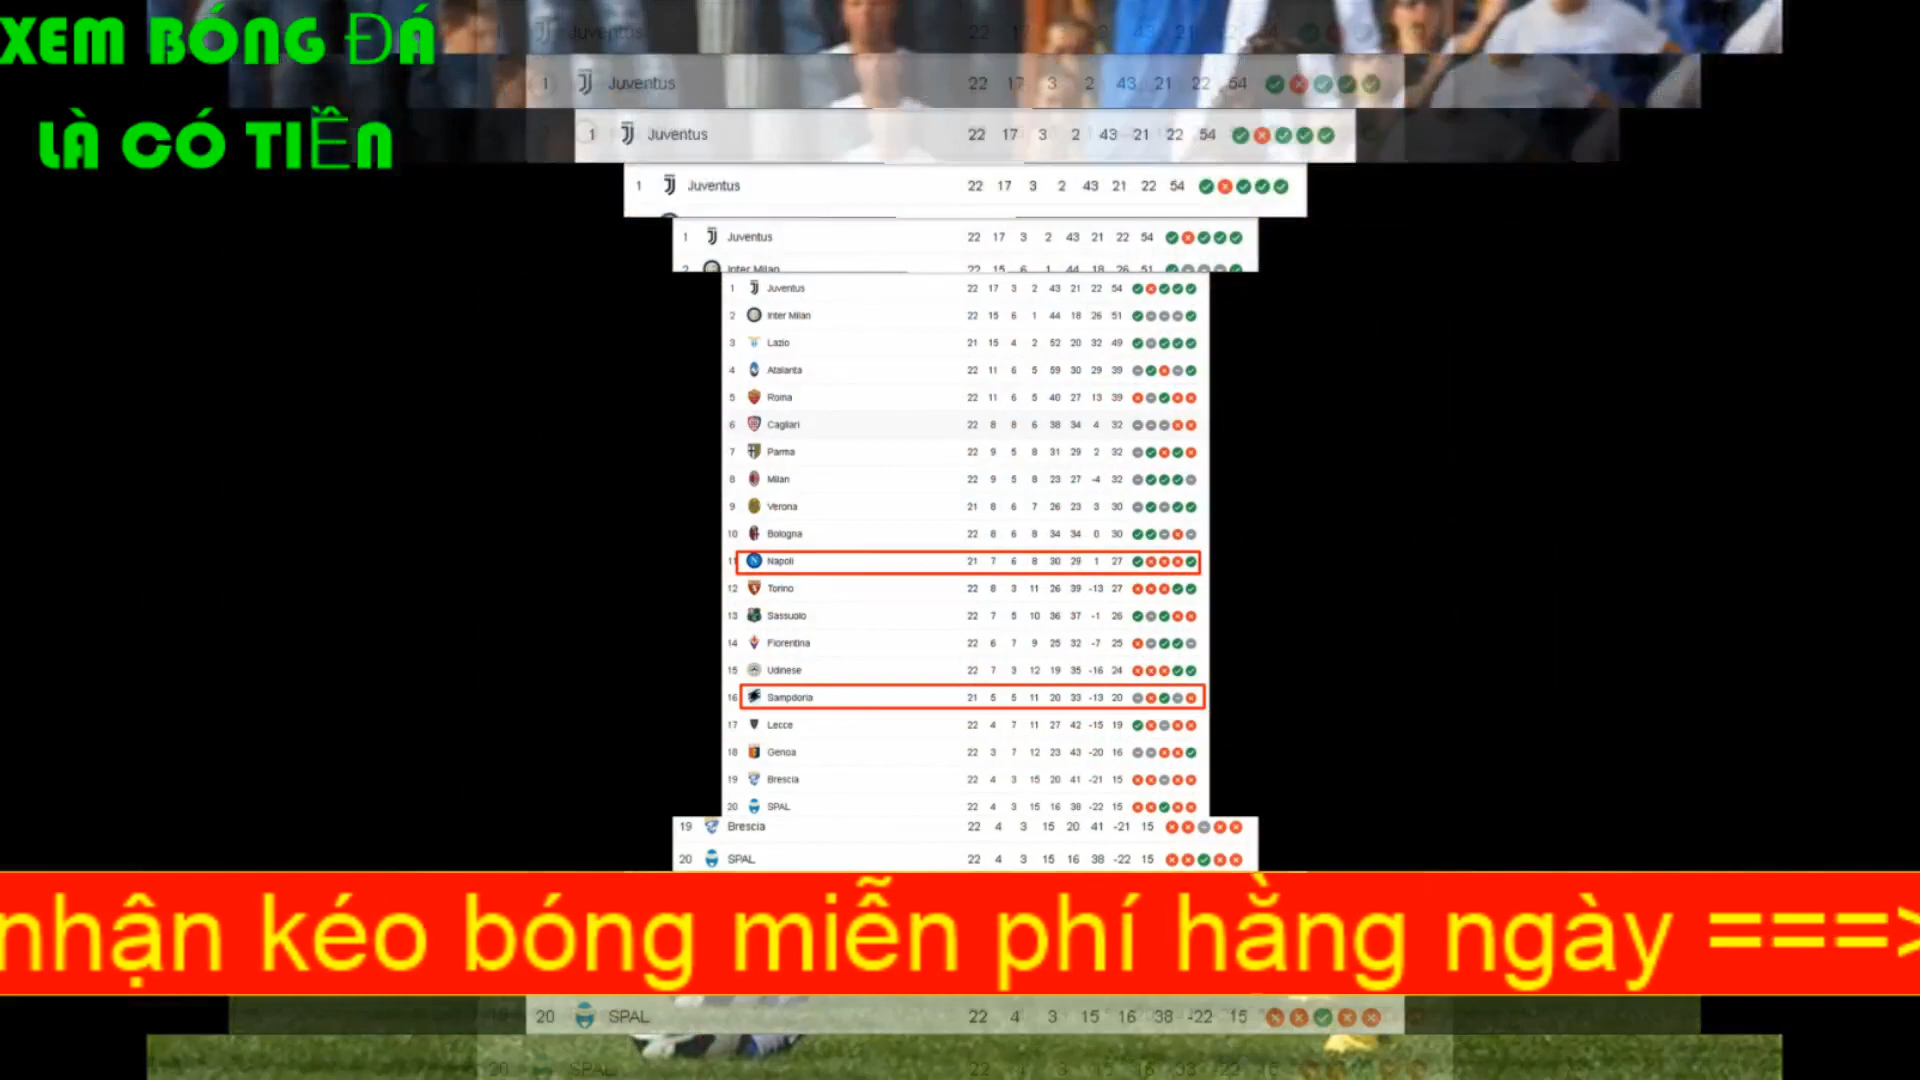 XEM BÓNG ĐÁ
LÀ CÓ TIỀN
1 Juventus 22 17 3 2 43 21 22 54
1 Juventus 22 17 3 2 43 21 22 54
1 Juventus 22 17 3 2 43 21 22 54
1 Juventus 22 17 3 2 43 21 22 54
2 Inter Milan 22 15 6 1 44 18 26 51
1 Juventus 22 17 3 2 43 21 22 54
2 Inter Milan 22 15 6 1 44 18 26 51
3 Lazio 21 15 4 2 52 20 32 49
4 Atalanta 22 11 6 5 59 30 29 39
5 Roma 22 11 6 5 40 27 13 39
6 Cagliari 22 8 8 6 38 34 4 32
7 Parma 22 9 5 8 31 29 2 32
8 Milan 22 9 5 8 23 27 -4 32
9 Verona 21 8 6 7 26 23 3 30
10 Bologna 22 8 6 8 34 34 0 30
11 Napoli 21 7 6 8 30 29 1 27
12 Torino 22 8 3 11 26 39 -13 27
13 Sassuolo 22 7 5 10 36 37 -1 26
14 Fiorentina 22 6 7 9 25 32 -7 25
15 Udinese 22 7 3 12 19 35 -16 24
16 Sampdoria 21 5 5 11 20 33 -13 20
17 Lecce 22 4 7 11 27 42 -15 19
18 Genoa 22 3 7 12 23 43 -20 16
19 Brescia 22 4 3 15 20 41 -21 15
20 SPAL 22 4 3 15 16 38 -22 15
19 Brescia 22 4 3 15 20 41 -21 15
20 SPAL 22 4 3 15 16 38 -22 15
nhận kéo bóng miễn phí hằng ngày ===>
20 SPAL 22 4 3 15 16 38 -22 15